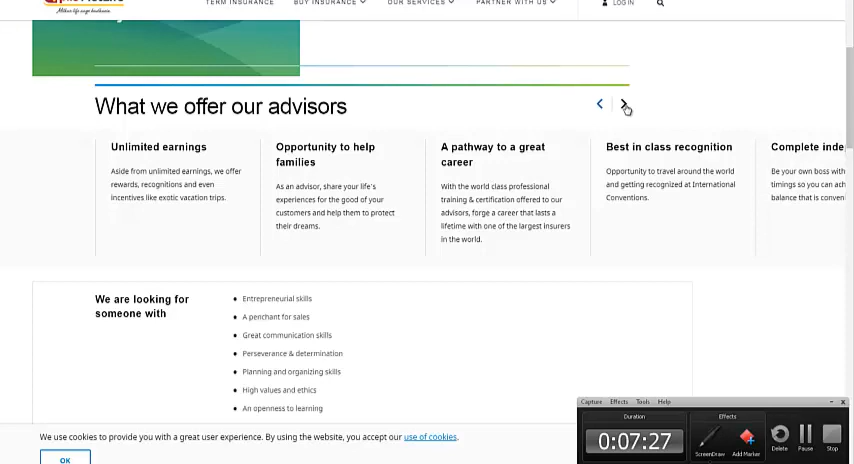 Milkar life aage badhaein
TERM INSURANCE BUY INSURANCE OUR SERVICES PARTNER WITH US LOG IN
What we offer our advisors
Unlimited earnings
Aside from unlimited earnings, we offer
rewards, recognitions and even
incentives like exotic vacation trips.
Opportunity to help
families
As an advisor, share your life's
experiences for the good of your
customers and help them to protect
their dreams.
A pathway to a great
career
With the world class professional
training & certification offered to our
advisors, forge a career that lasts a
lifetime with one of the largest insurers
in the world.
Best in class recognition
Opportunity to travel around the world
and getting recognized at International
Conventions.
Complete inde
Be your own boss with
timings so you can ach
balance that is conveni
We are looking for
someone with
Entrepreneurial skills
A penchant for sales
Great communication skills
Perseverance & determination
Planning and organizing skills
High values and ethics
An openness to learning
We use cookies to provide you with a great user experience. By using the website, you accept our use of cookies.
OK
Capture Effects Tools Help
Duration
0:07:27
Effects
ScreenDraw Add Marker
Delete Pause Stop